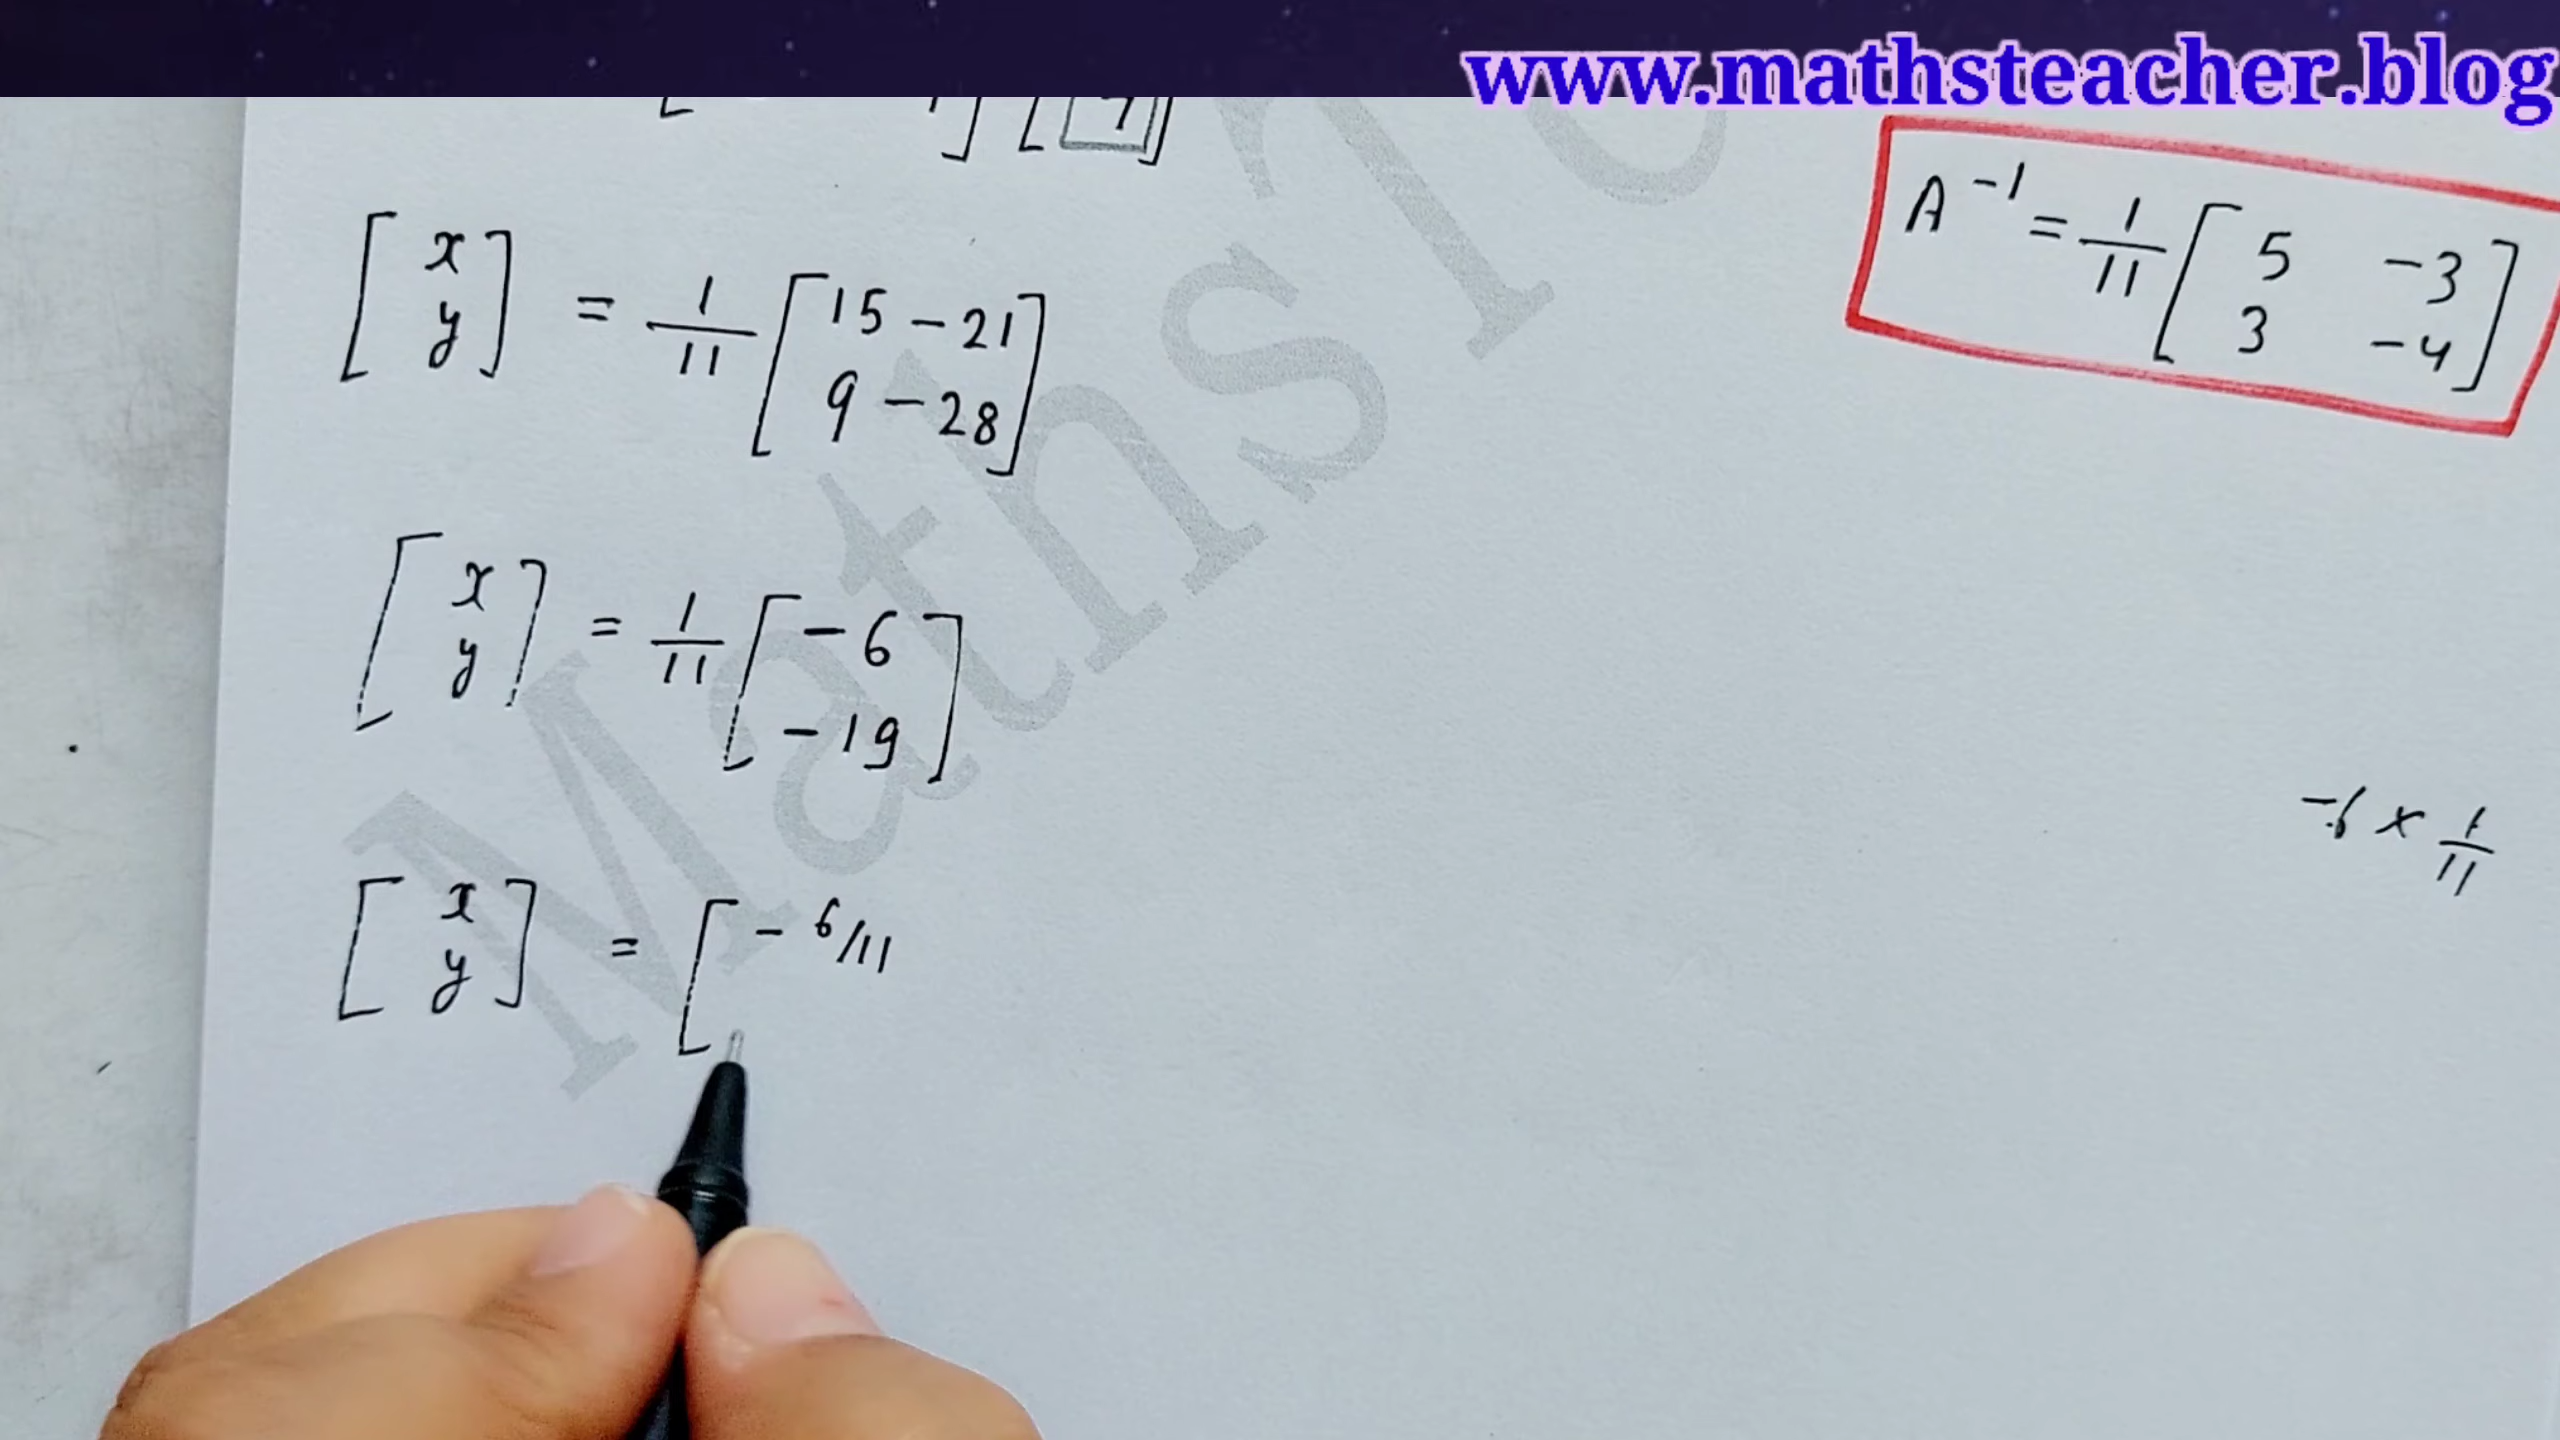 www.mathsteacher.blog
A⁻¹ = 1/11 [ 5 -3
3 -4 ]
[ x
y ] = 1/11 [ 15 - 21
9 - 28 ]
[ x
y ] = 1/11 [ - 6
- 19 ]
-6 × 1/11
[ x
y ] = [ - 6/11
Maths